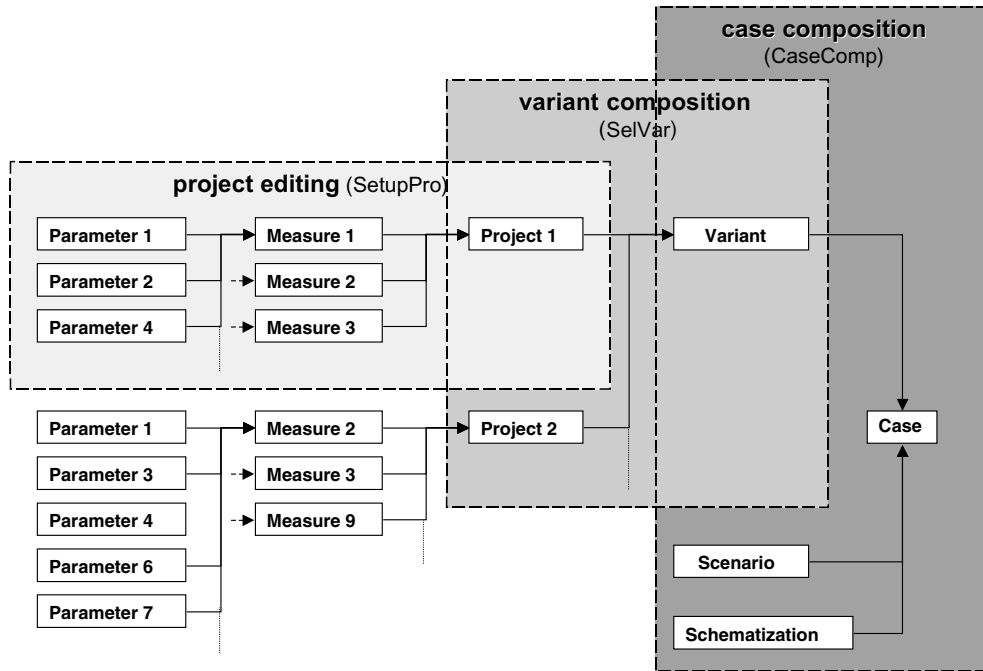 case composition
(CaseComp)
variant composition
(SelVar)
project editing (SetupPro)
Parameter 1
Measure 1
Project 1
Variant
Parameter 2
Measure 2
Parameter 4
Measure 3
Parameter 1
Measure 2
Project 2
Case
Parameter 3
Measure 3
Parameter 4
Measure 9
Parameter 6
Scenario
Parameter 7
Schematization